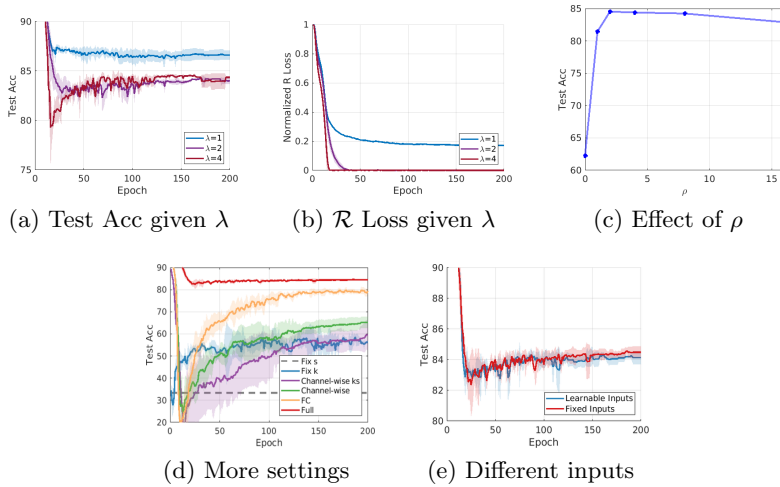 90
85
80
75
Test Acc
0 50 100 150 200
Epoch
λ=1
λ=2
λ=4
(a) Test Acc given λ
1
0.8
0.6
0.4
0.2
0
Normalized R Loss
0 50 100 150 200
Epoch
λ=1
λ=2
λ=4
(b) R Loss given λ
85
80
75
70
65
60
Test Acc
0 5 10 15
ρ
(c) Effect of ρ
90
80
70
60
50
40
30
20
Test Acc
0 50 100 150 200
Epoch
Fix s
Fix k
Channel-wise ks
Channel-wise
FC
Full
(d) More settings
90
88
86
84
82
80
Test Acc
0 50 100 150 200
Epoch
Learnable Inputs
Fixed Inputs
(e) Different inputs